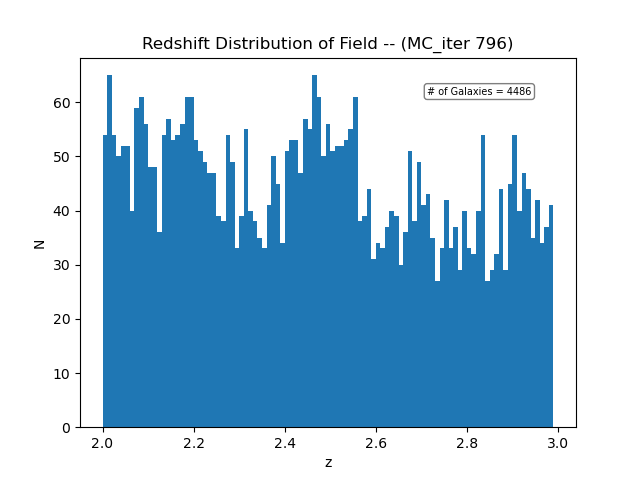 Redshift Distribution of Field -- (MC_iter 796)
# of Galaxies = 4486
N
60
50
40
30
20
10
0
2.0 2.2 2.4 2.6 2.8 3.0
z